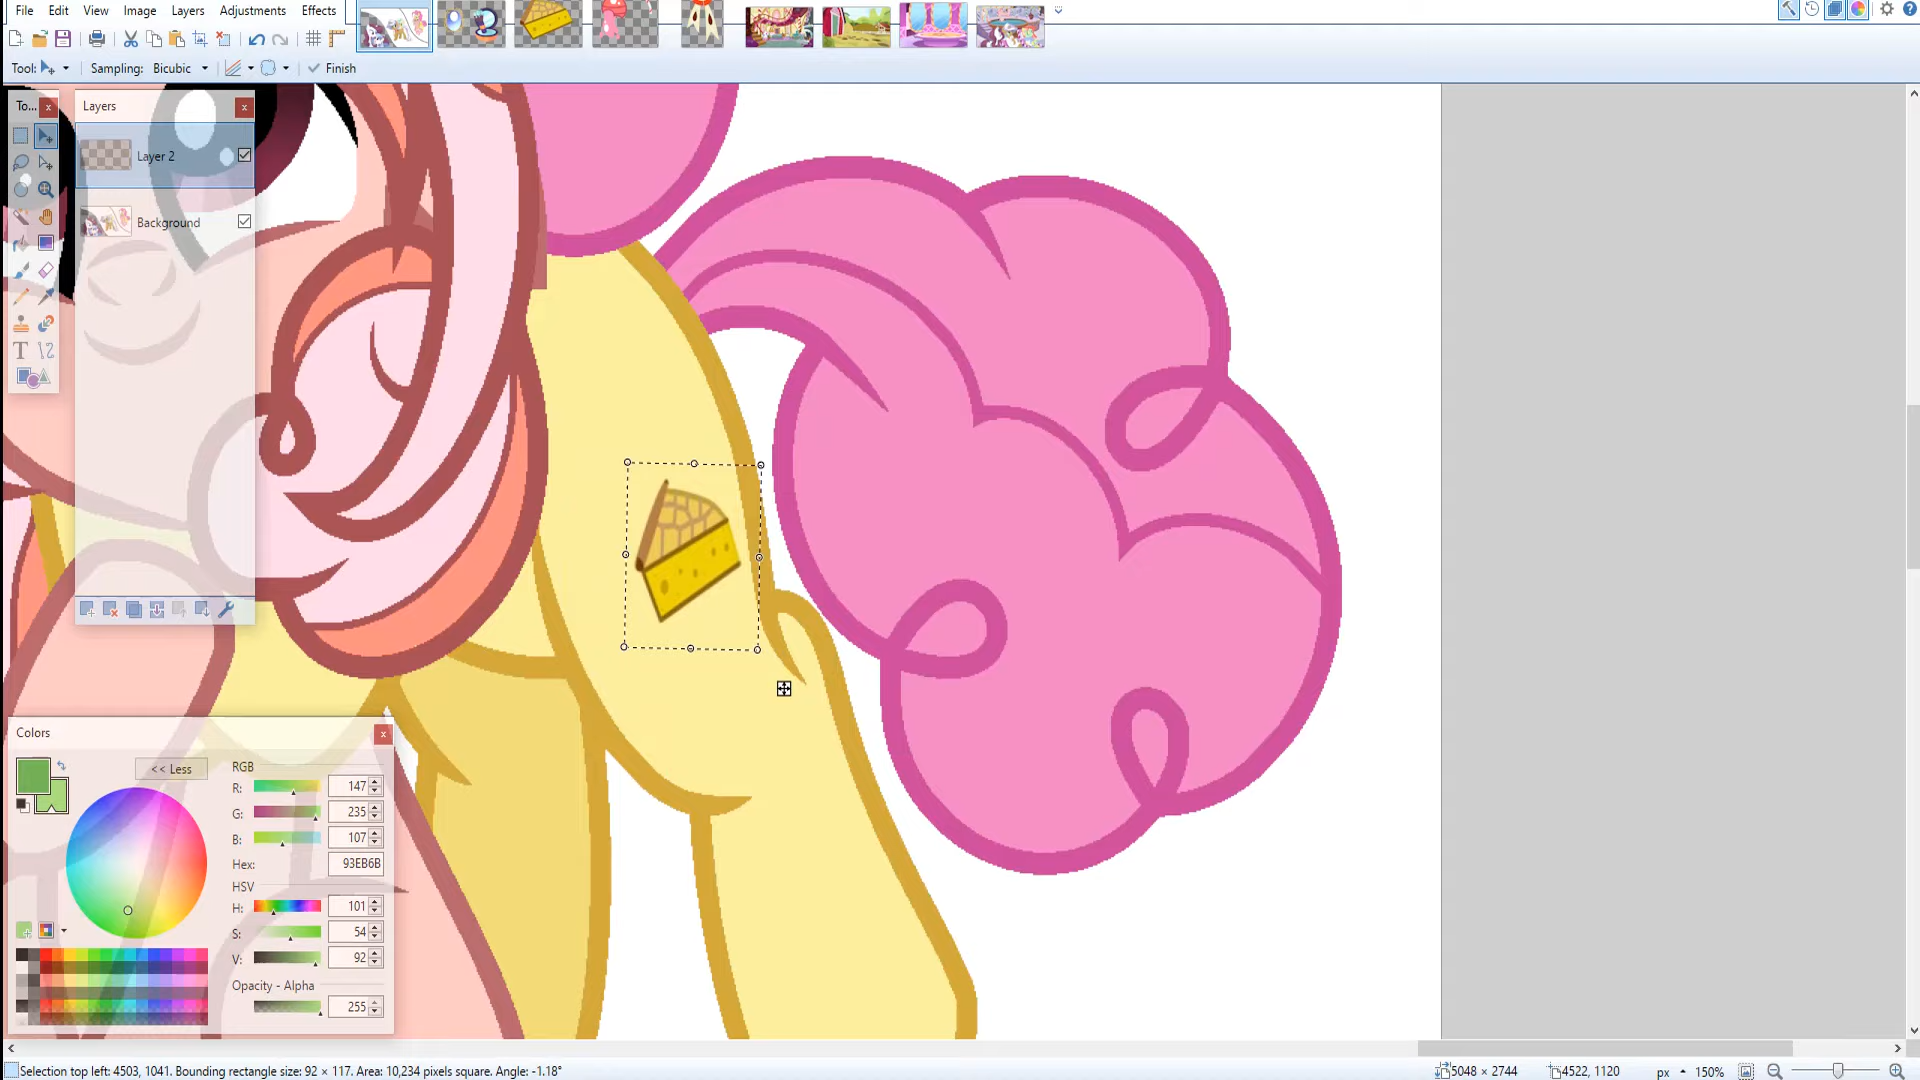 File Edit View Image Layers Adjustments Effects
Tool: Sampling: Bicubic Finish
To... x Layers x
Layer 2
Background
Colors x
<< Less
RGB
R: 147
G: 235
B: 107
Hex: 93EB6B
HSV
H: 101
S: 54
V: 92
Opacity - Alpha
255
Selection top left: 4503, 1041. Bounding rectangle size: 92 × 117. Area: 10,234 pixels square. Angle: -1.18° 5048 × 2744 4522, 1120 px 150%